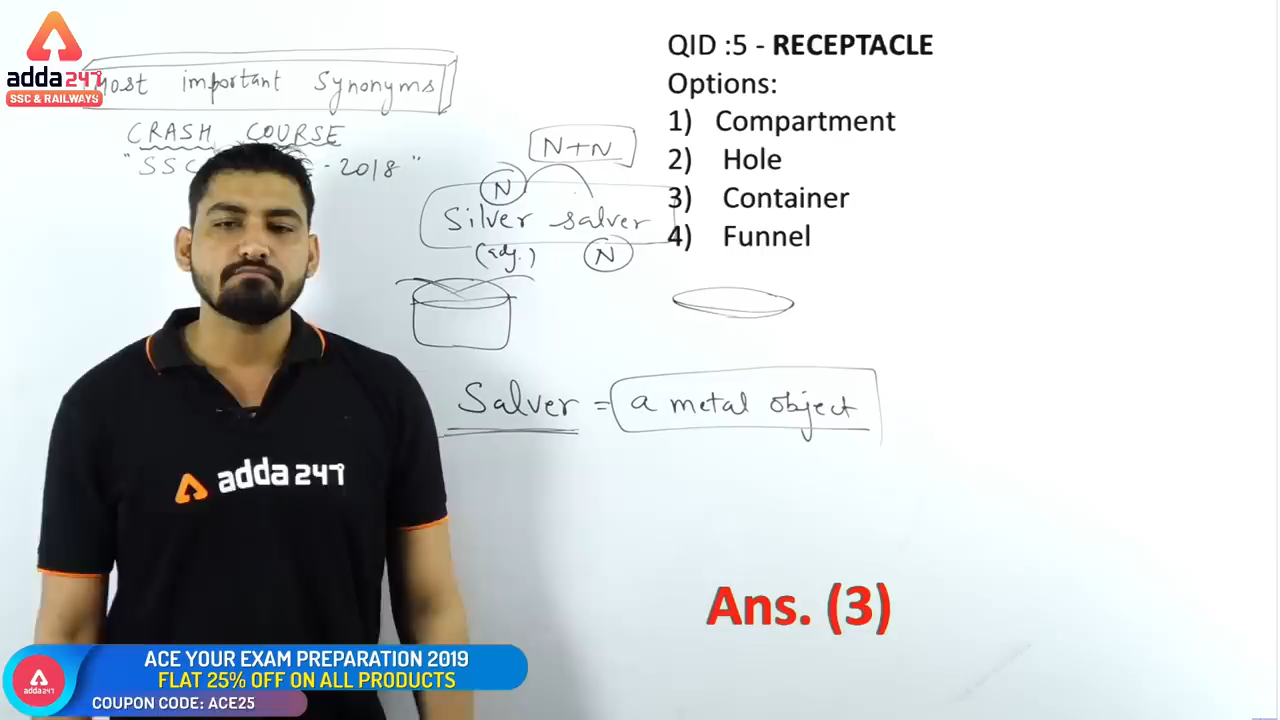 adda247
SSC & RAILWAYS
Most important Synonyms
CRASH COURSE
"SSC - 2018"
N+N
N
Silver salver
(adj.)
N
Salver = a metal object
QID :5 - RECEPTACLE
Options:
1) Compartment
2) Hole
3) Container
4) Funnel
Ans. (3)
adda247
adda247
ACE YOUR EXAM PREPARATION 2019
FLAT 25% OFF ON ALL PRODUCTS
COUPON CODE: ACE25